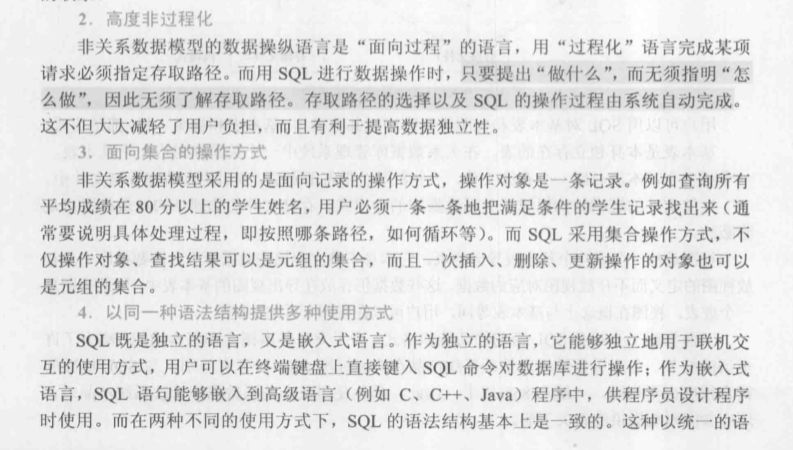 2．高度非过程化
非关系数据模型的数据操纵语言是“面向过程”的语言，用“过程化”语言完成某项
请求必须指定存取路径。而用 SQL 进行数据操作时，只要提出“做什么”，而无须指明“怎
么做”，因此无须了解存取路径。存取路径的选择以及 SQL 的操作过程由系统自动完成。
这不但大大减轻了用户负担，而且有利于提高数据独立性。
3．面向集合的操作方式
非关系数据模型采用的是面向记录的操作方式，操作对象是一条记录。例如查询所有
平均成绩在 80 分以上的学生姓名，用户必须一条一条地把满足条件的学生记录找出来（通
常要说明具体处理过程，即按照哪条路径，如何循环等）。而 SQL 采用集合操作方式，不
仅操作对象、查找结果可以是元组的集合，而且一次插入、删除、更新操作的对象也可以
是元组的集合。
4．以同一种语法结构提供多种使用方式
SQL 既是独立的语言，又是嵌入式语言。作为独立的语言，它能够独立地用于联机交
互的使用方式，用户可以在终端键盘上直接键入 SQL 命令对数据库进行操作；作为嵌入式
语言，SQL 语句能够嵌入到高级语言（例如 C、C++、Java）程序中，供程序员设计程序
时使用。而在两种不同的使用方式下，SQL 的语法结构基本上是一致的。这种以统一的语